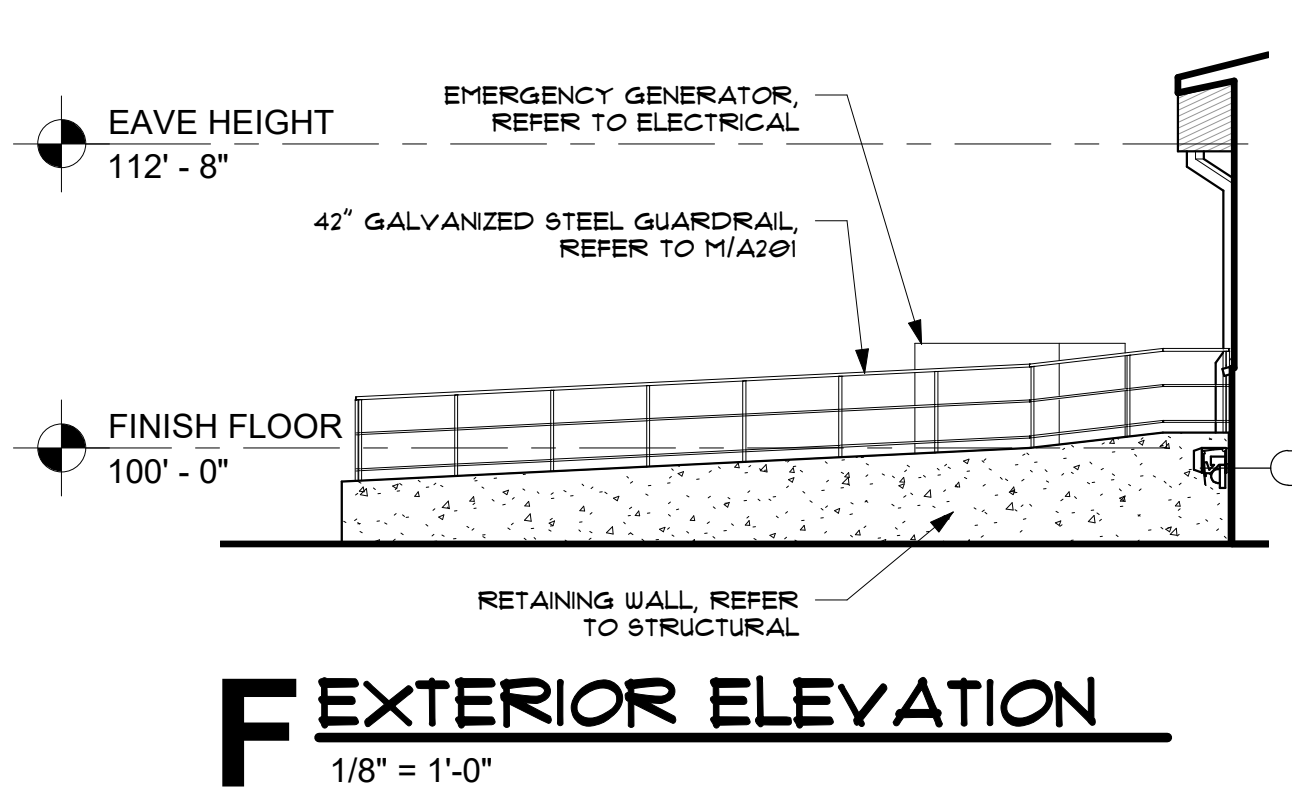 EMERGENCY GENERATOR,
REFER TO ELECTRICAL
EAVE HEIGHT
112' - 8"
42" GALVANIZED STEEL GUARDRAIL,
REFER TO M/A201
FINISH FLOOR
100' - 0"
RETAINING WALL, REFER
TO STRUCTURAL
F EXTERIOR ELEVATION
1/8" = 1'-0"